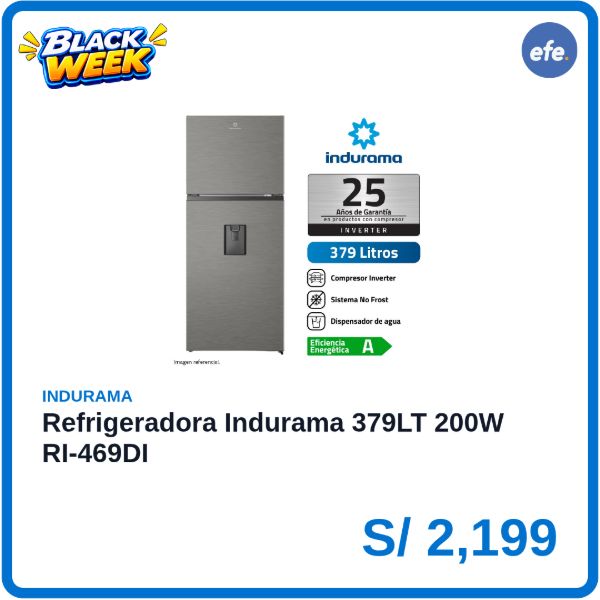 BLACK
WEEK
efe.
indurama
25
Años de Garantía
en productos con compresor
INVERTER
379 Litros
Compresor Inverter
Sistema No Frost
Dispensador de agua
Eficiencia
Energética
A
Imagen referencial.
INDURAMA
Refrigeradora Indurama 379LT 200W
RI-469DI
S/ 2,199